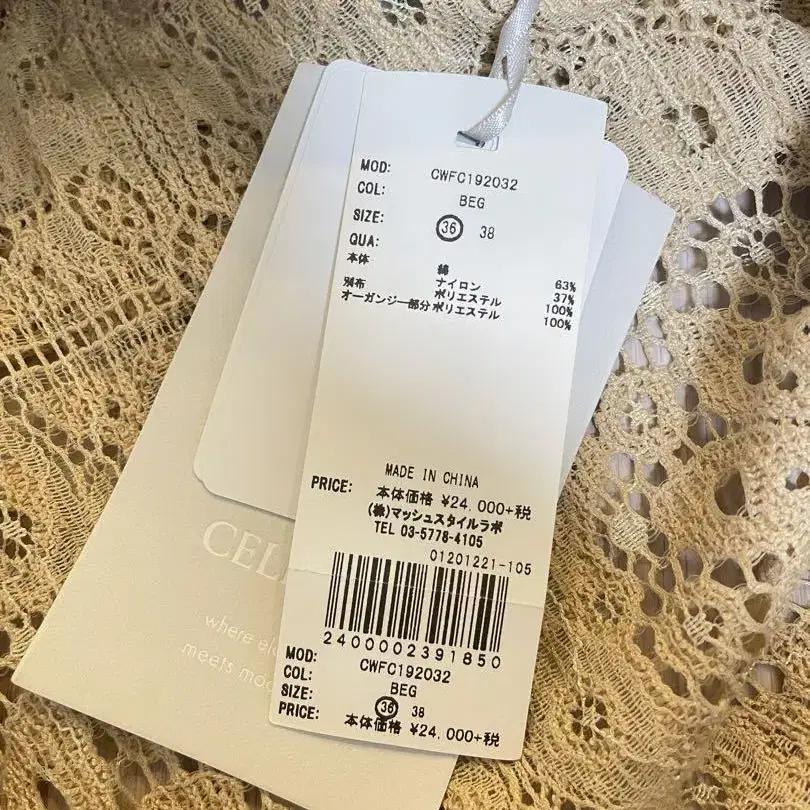 MOD: CWFC192032
COL: BEG
SIZE: 36 38
QUA:
本体 綿 63%
ナイロン 37%
別布 ポリエステル 100%
オーガンジー部分 ポリエステル 100%
MADE IN CHINA
PRICE: 本体価格 ¥24,000+税
(株)マッシュスタイルラボ
TEL 03-5778-4105
01201221-105
2400002391850
MOD: CWFC192032
COL: BEG
SIZE: 36 38
PRICE: 本体価格 ¥24,000+税
CEL
where
meets